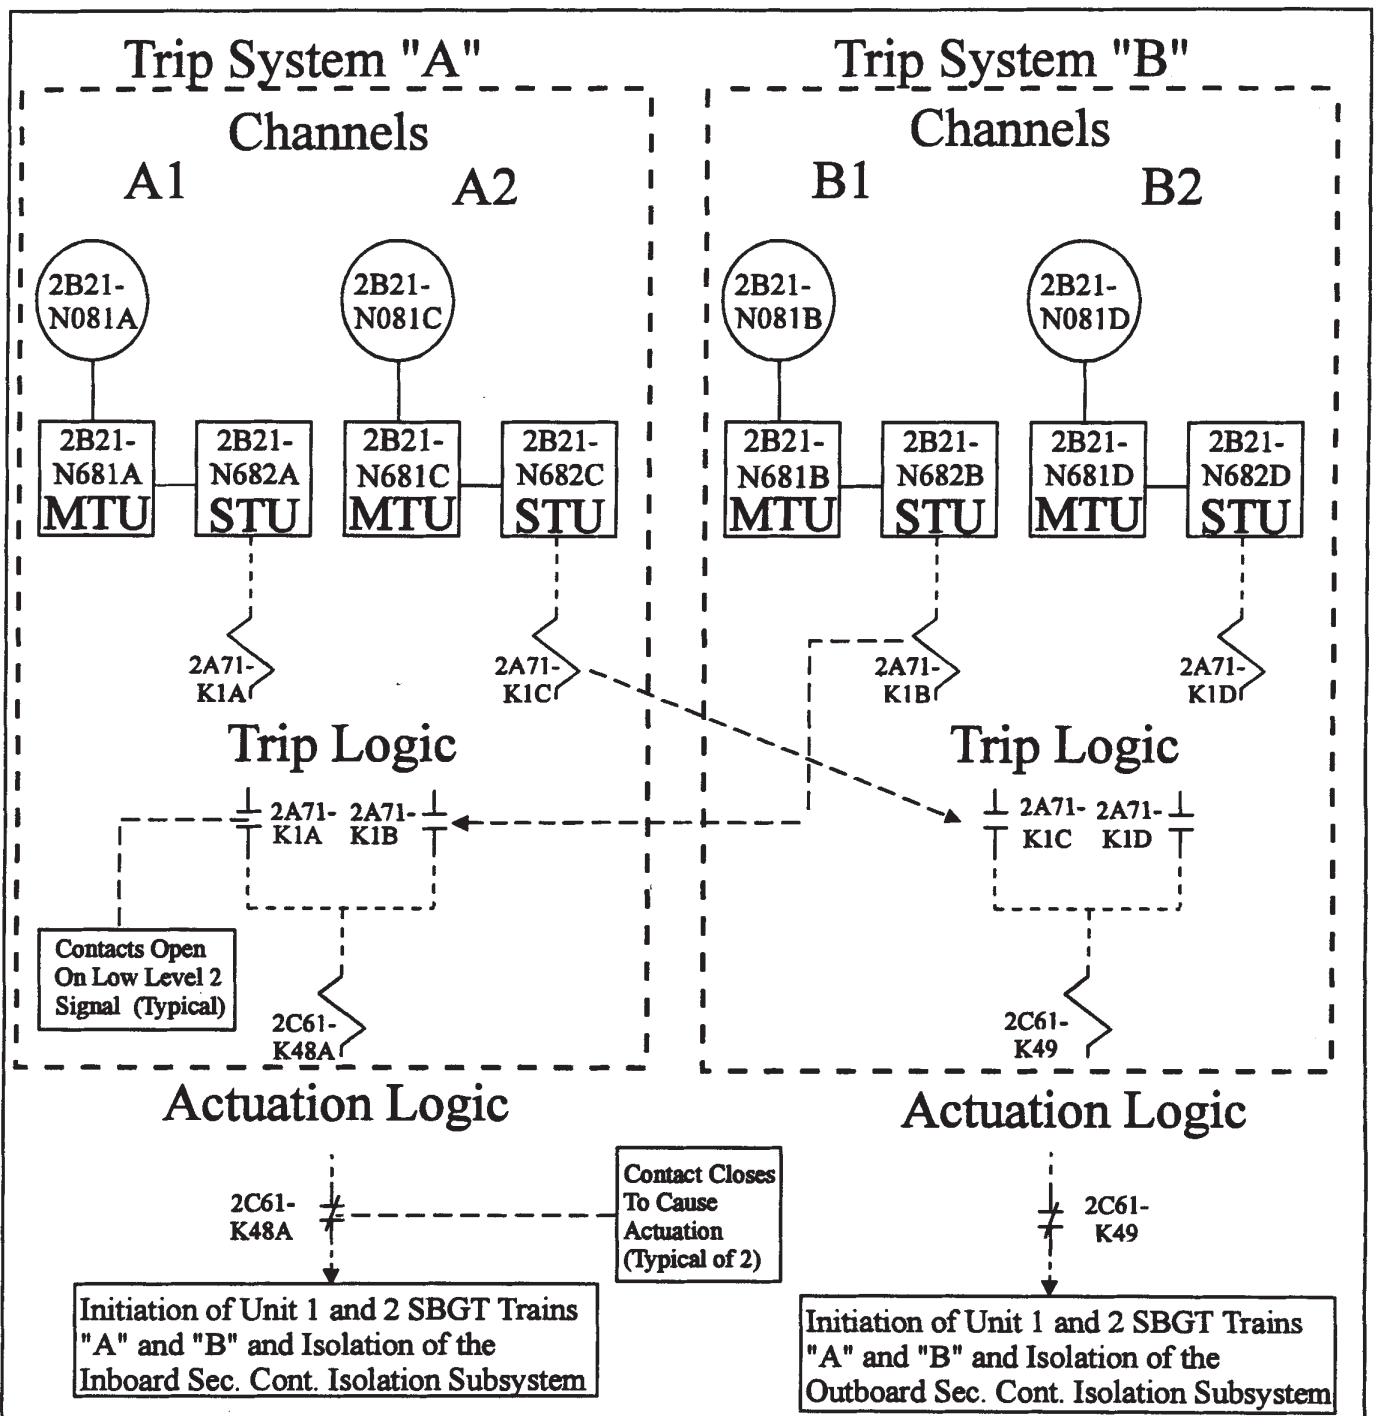 Trip System "A"
Trip System "B"
Channels
A1
A2
Channels
B1
B2
2B21-
N081A
2B21-
N081C
2B21-
N081B
2B21-
N081D
2B21-
N681A
MTU
2B21-
N682A
STU
2B21-
N681C
MTU
2B21-
N682C
STU
2B21-
N681B
MTU
2B21-
N682B
STU
2B21-
N681D
MTU
2B21-
N682D
STU
2A71-
K1A
2A71-
K1C
2A71-
K1B
2A71-
K1D
Trip Logic
Trip Logic
2A71-
K1A
2A71-
K1B
2A71-
K1C
2A71-
K1D
Contacts Open
On Low Level 2
Signal (Typical)
2C61-
K48A
2C61-
K49
Actuation Logic
Actuation Logic
2C61-
K48A
Contact Closes
To Cause
Actuation
(Typical of 2)
2C61-
K49
Initiation of Unit 1 and 2 SBGT Trains
"A" and "B" and Isolation of the
Inboard Sec. Cont. Isolation Subsystem
Initiation of Unit 1 and 2 SBGT Trains
"A" and "B" and Isolation of the
Outboard Sec. Cont. Isolation Subsystem